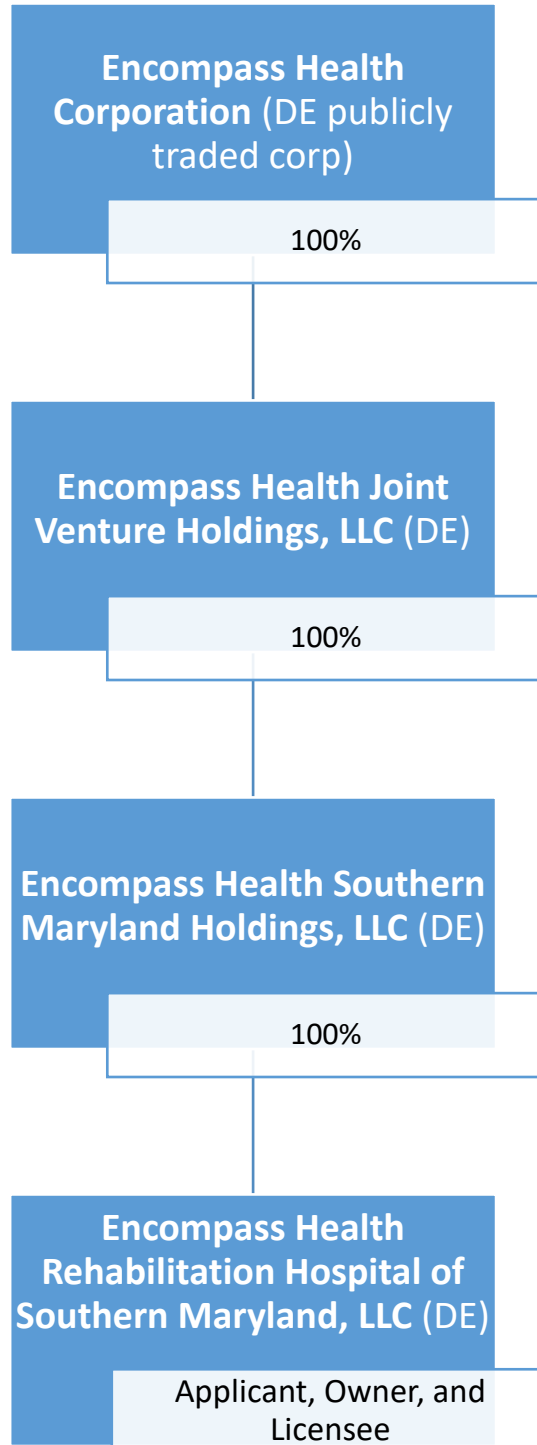 Encompass Health
Corporation (DE publicly
traded corp)
100%
Encompass Health Joint
Venture Holdings, LLC (DE)
100%
Encompass Health Southern
Maryland Holdings, LLC (DE)
100%
Encompass Health
Rehabilitation Hospital of
Southern Maryland, LLC (DE)
Applicant, Owner, and
Licensee